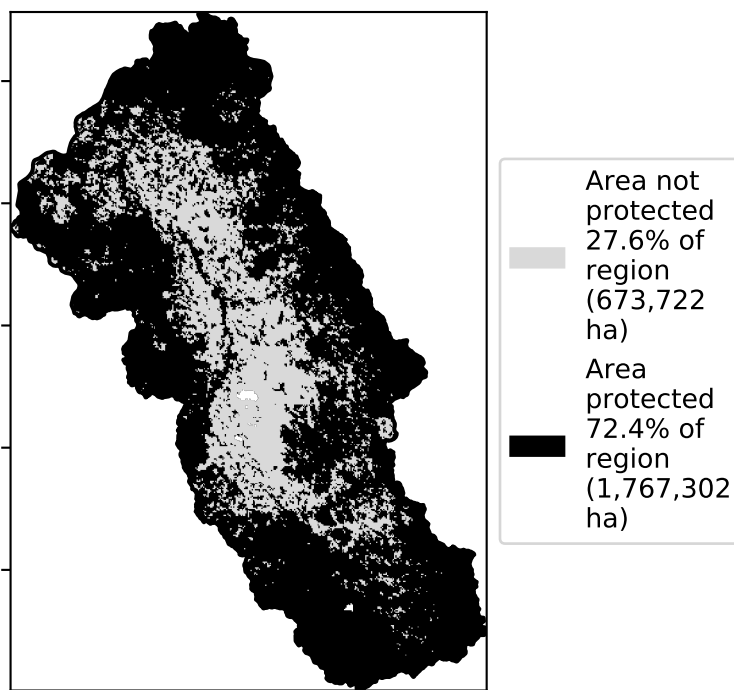 Area not
protected
27.6% of
region
(673,722
ha)
Area
protected
72.4% of
region
(1,767,302
ha)